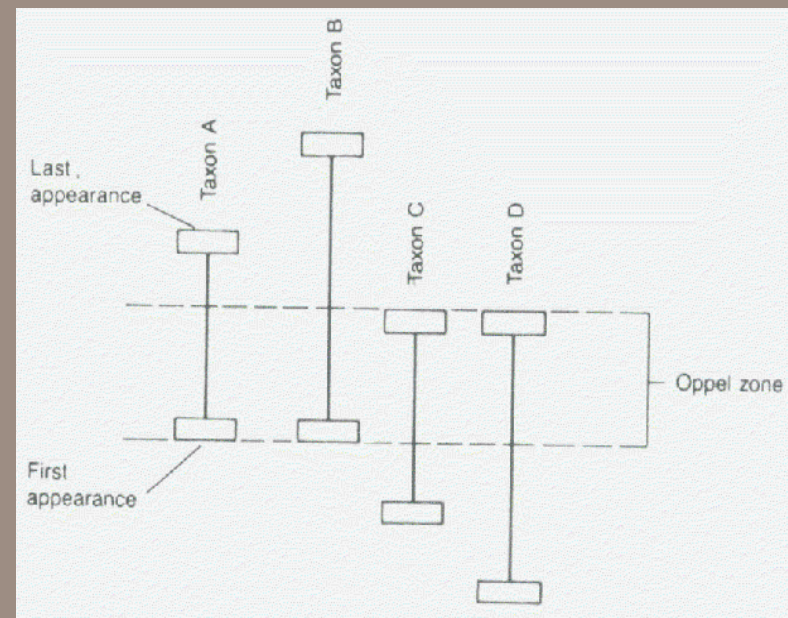 Taxon B
Taxon A
Last
appearance
Taxon C
Taxon D
Oppel zone
First
appearance